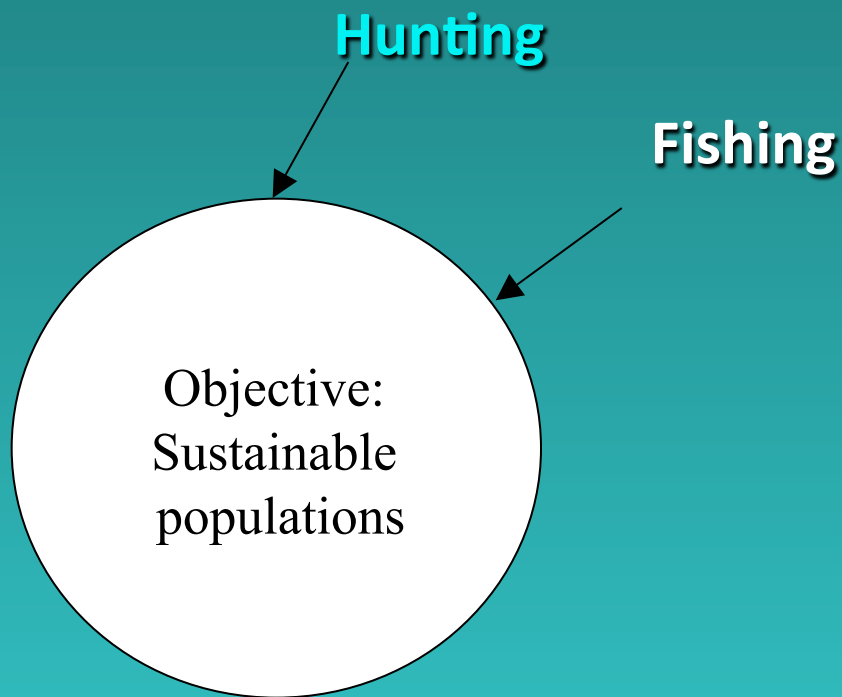 Hunting
Fishing
Objective:
Sustainable
populations